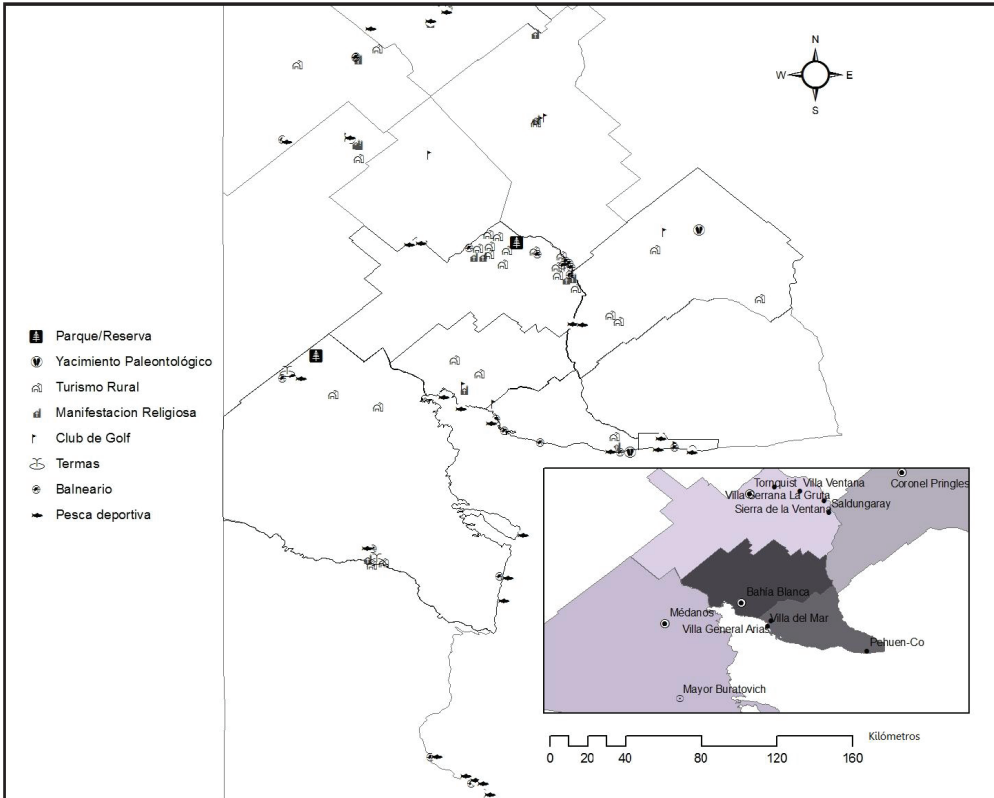 N
W E
S
Parque/Reserva
Yacimiento Paleontológico
Turismo Rural
Manifestacion Religiosa
Club de Golf
Termas
Balneario
Pesca deportiva
Coronel Pringles
Tornquist Villa Ventana
Villa Serrana La Gruta
Saldungaray
Sierra de la Ventana
Bahía Blanca
Médanos
Villa del Mar
Villa General Arias
Pehuen-Co
Mayor Buratovich
Kilómetros
0 20 40 80 120 160